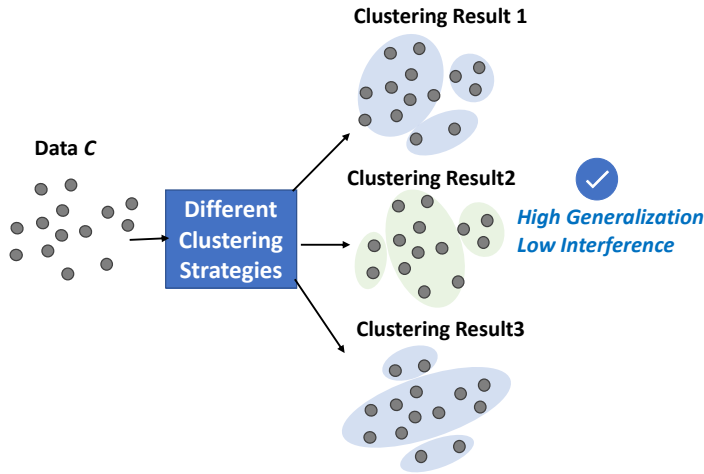 Clustering Result 1
Data C
Different
Clustering
Strategies
Clustering Result2
High Generalization
Low Interference
Clustering Result3